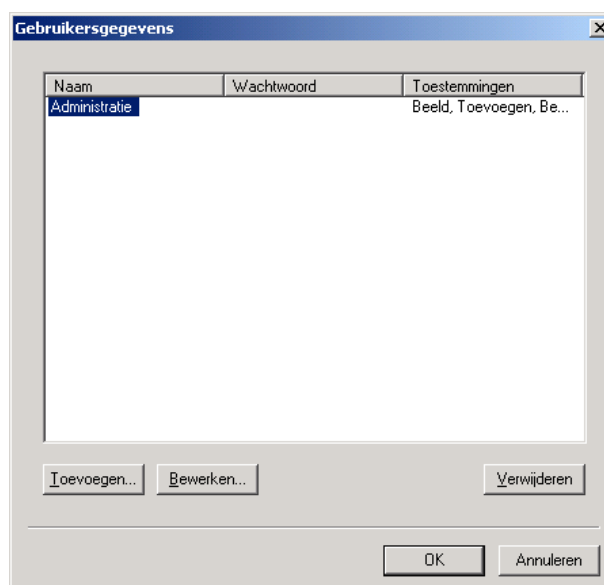 Gebruikersgegevens
Naam Wachtwoord Toestemmingen
Administratie Beeld, Toevoegen, Be...
Toevoegen... Bewerken... Verwijderen
OK Annuleren